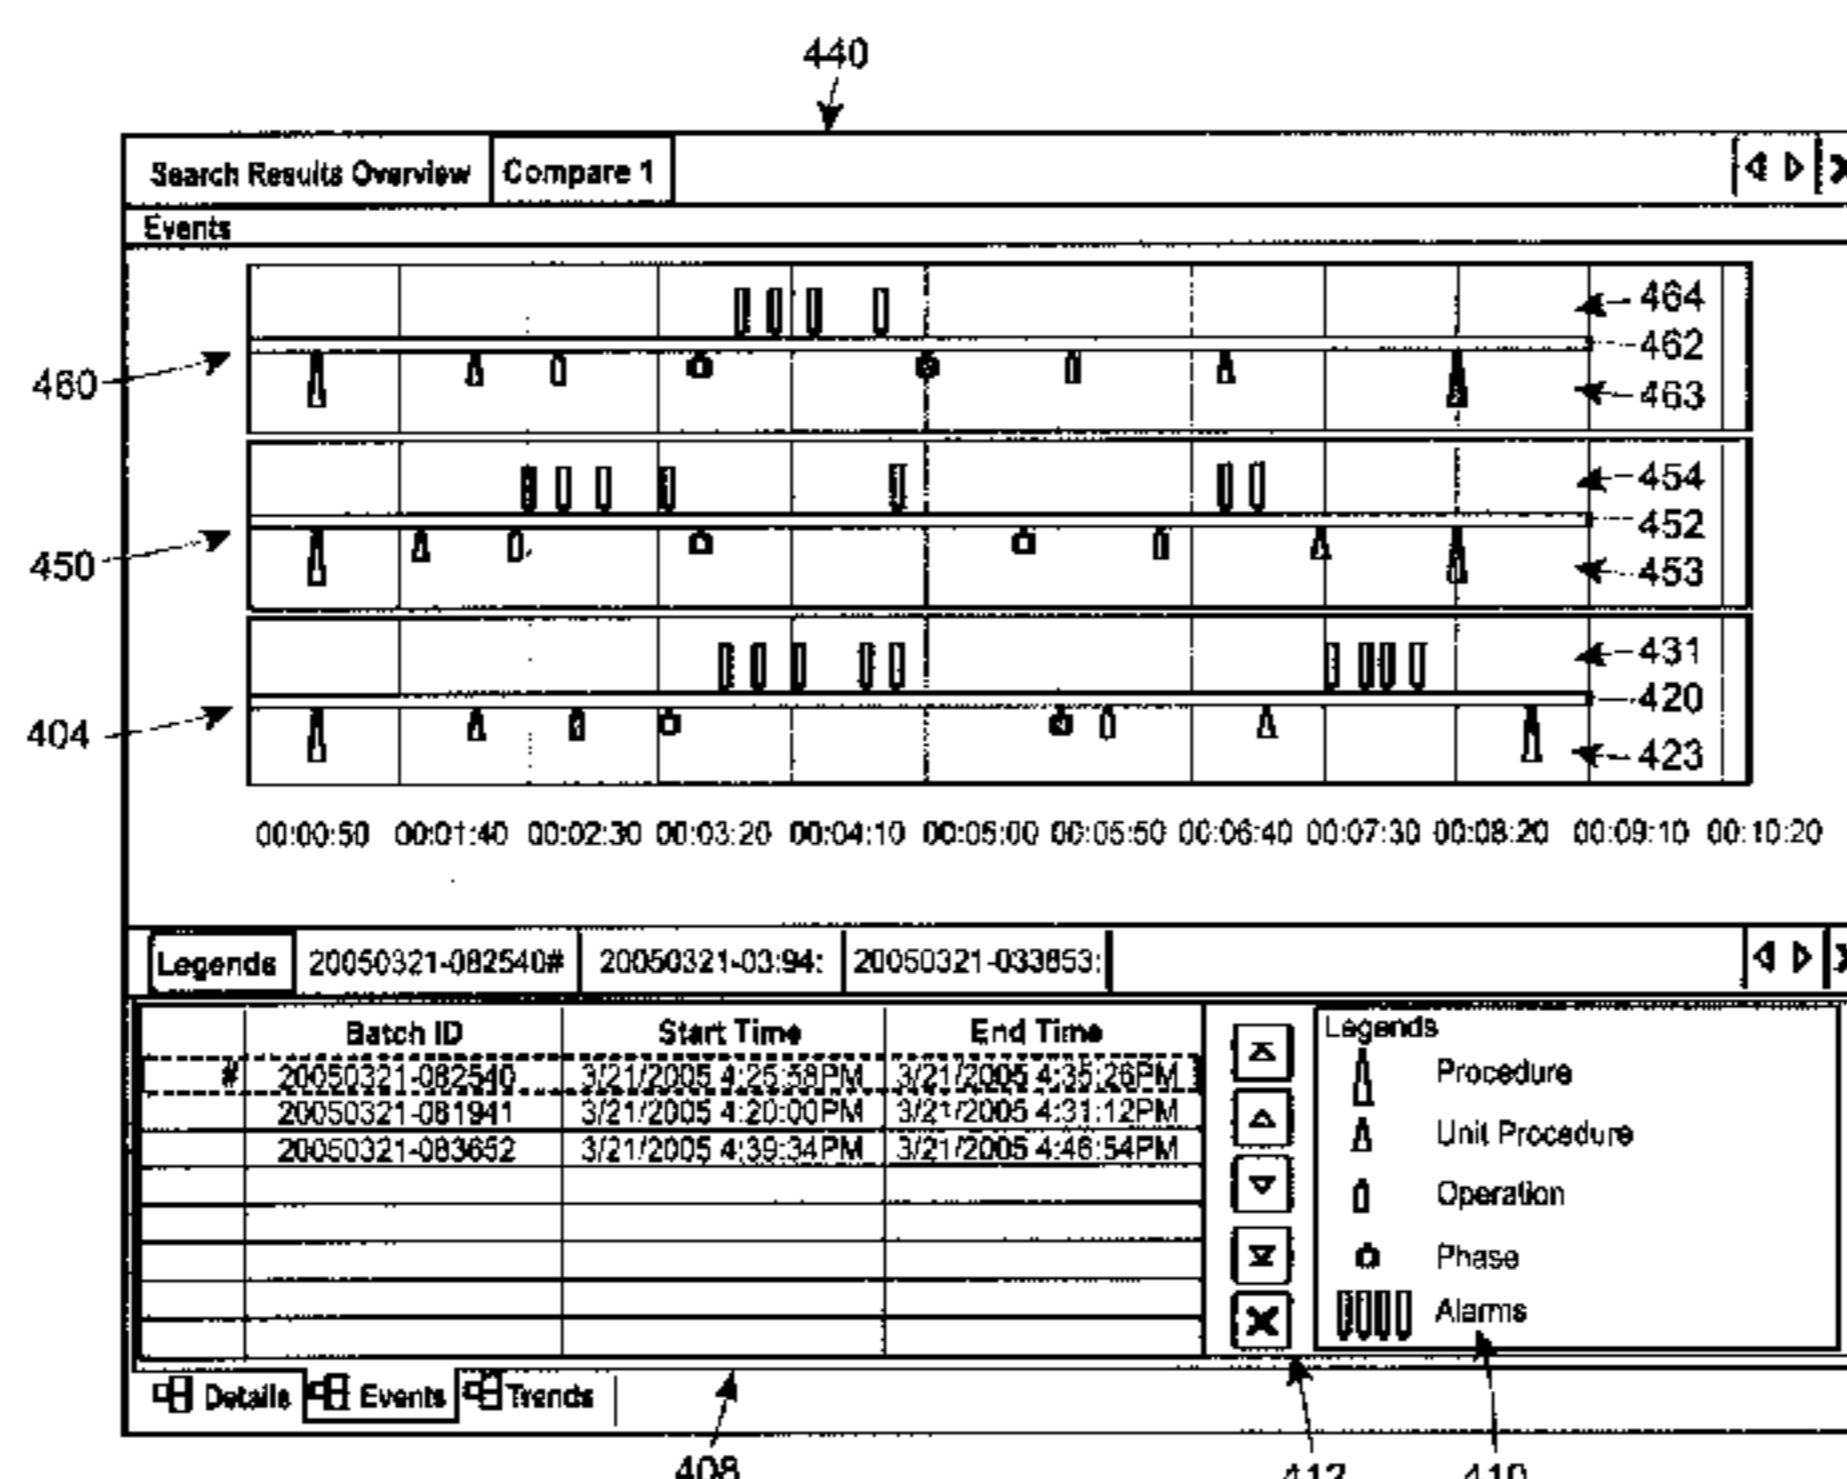 440
Search Results Overview Compare 1
Events
464
462
460
463
454
452
450
453
431
420
404
423
00:00:50 00:01:40 00:02:30 00:03:20 00:04:10 00:05:00 00:05:50 00:06:40 00:07:30 00:08:20 00:09:10 00:10:20
Legends 20050321-082540# 20050321-03:94: 20050321-033653:
Batch ID Start Time End Time
# 20050321-082540 3/21/2005 4:25:58PM 3/21/2005 4:35:26PM
20050321-081941 3/21/2005 4:20:00PM 3/21/2005 4:31:12PM
20050321-083652 3/21/2005 4:39:34PM 3/21/2005 4:46:54PM
Legends
Procedure
Unit Procedure
Operation
Phase
Alarms
Details Events Trends
408 412 410